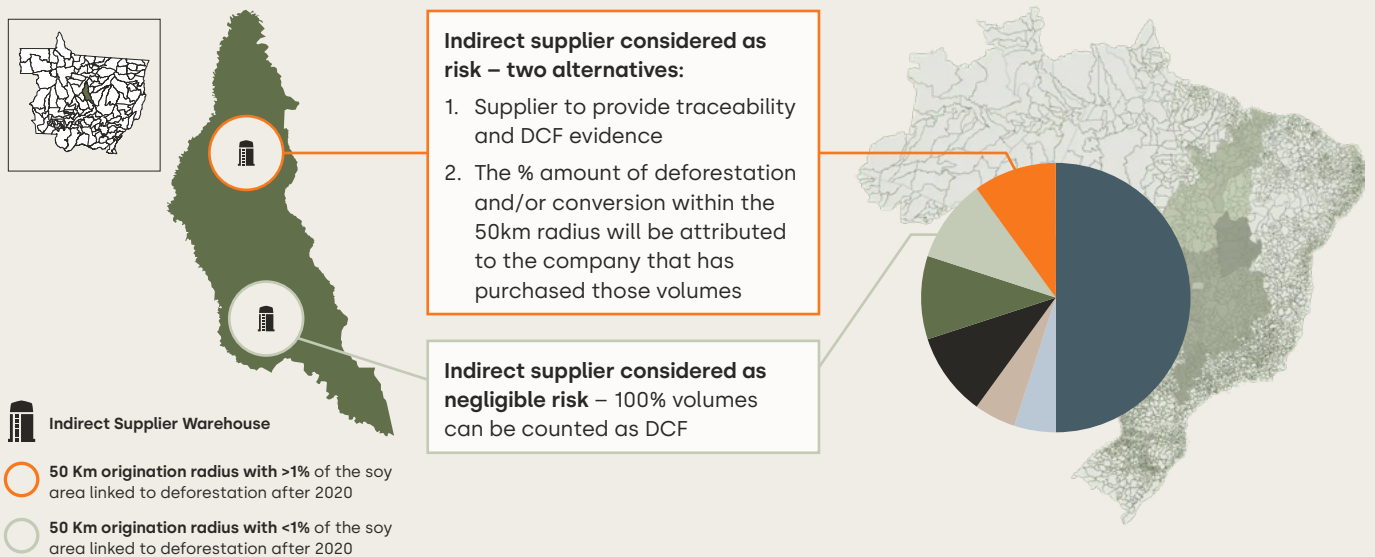 Indirect supplier considered as
risk – two alternatives:
1. Supplier to provide traceability
and DCF evidence
2. The % amount of deforestation
and/or conversion within the
50km radius will be attributed
to the company that has
purchased those volumes
Indirect supplier considered as
negligible risk – 100% volumes
can be counted as DCF
Indirect Supplier Warehouse
50 Km origination radius with >1% of the soy
area linked to deforestation after 2020
50 Km origination radius with <1% of the soy
area linked to deforestation after 2020